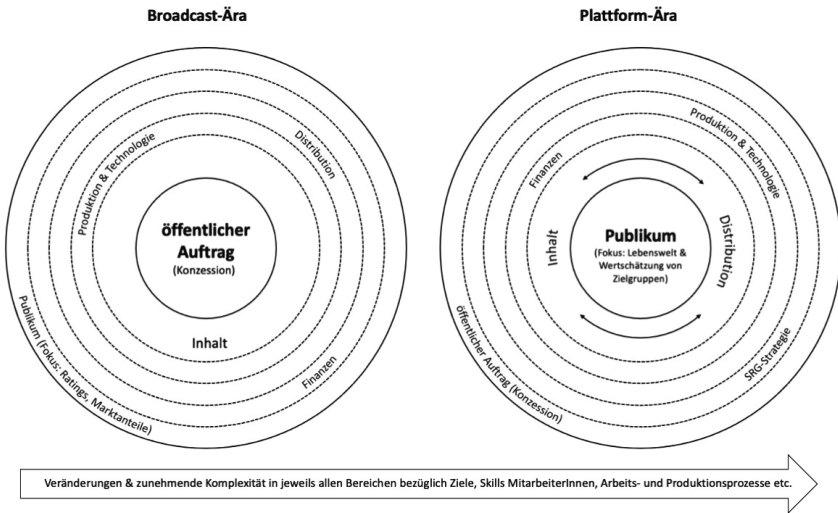 Broadcast-Ära
Plattform-Ära
Produktion & Technologie
Distribution
öffentlicher
Auftrag
(Konzession)
Inhalt
Finanzen
Publikum (Fokus: Ratings, Marktanteile)
Produktion & Technologie
Finanzen
Inhalt
Publikum
(Fokus: Lebenswelt &
Wertschätzung von
Zielgruppen)
Distribution
SRG-Strategie
öffentlicher Auftrag (Konzession)
Veränderungen & zunehmende Komplexität in jeweils allen Bereichen bezüglich Ziele, Skills MitarbeiterInnen, Arbeits- und Produktionsprozesse etc.